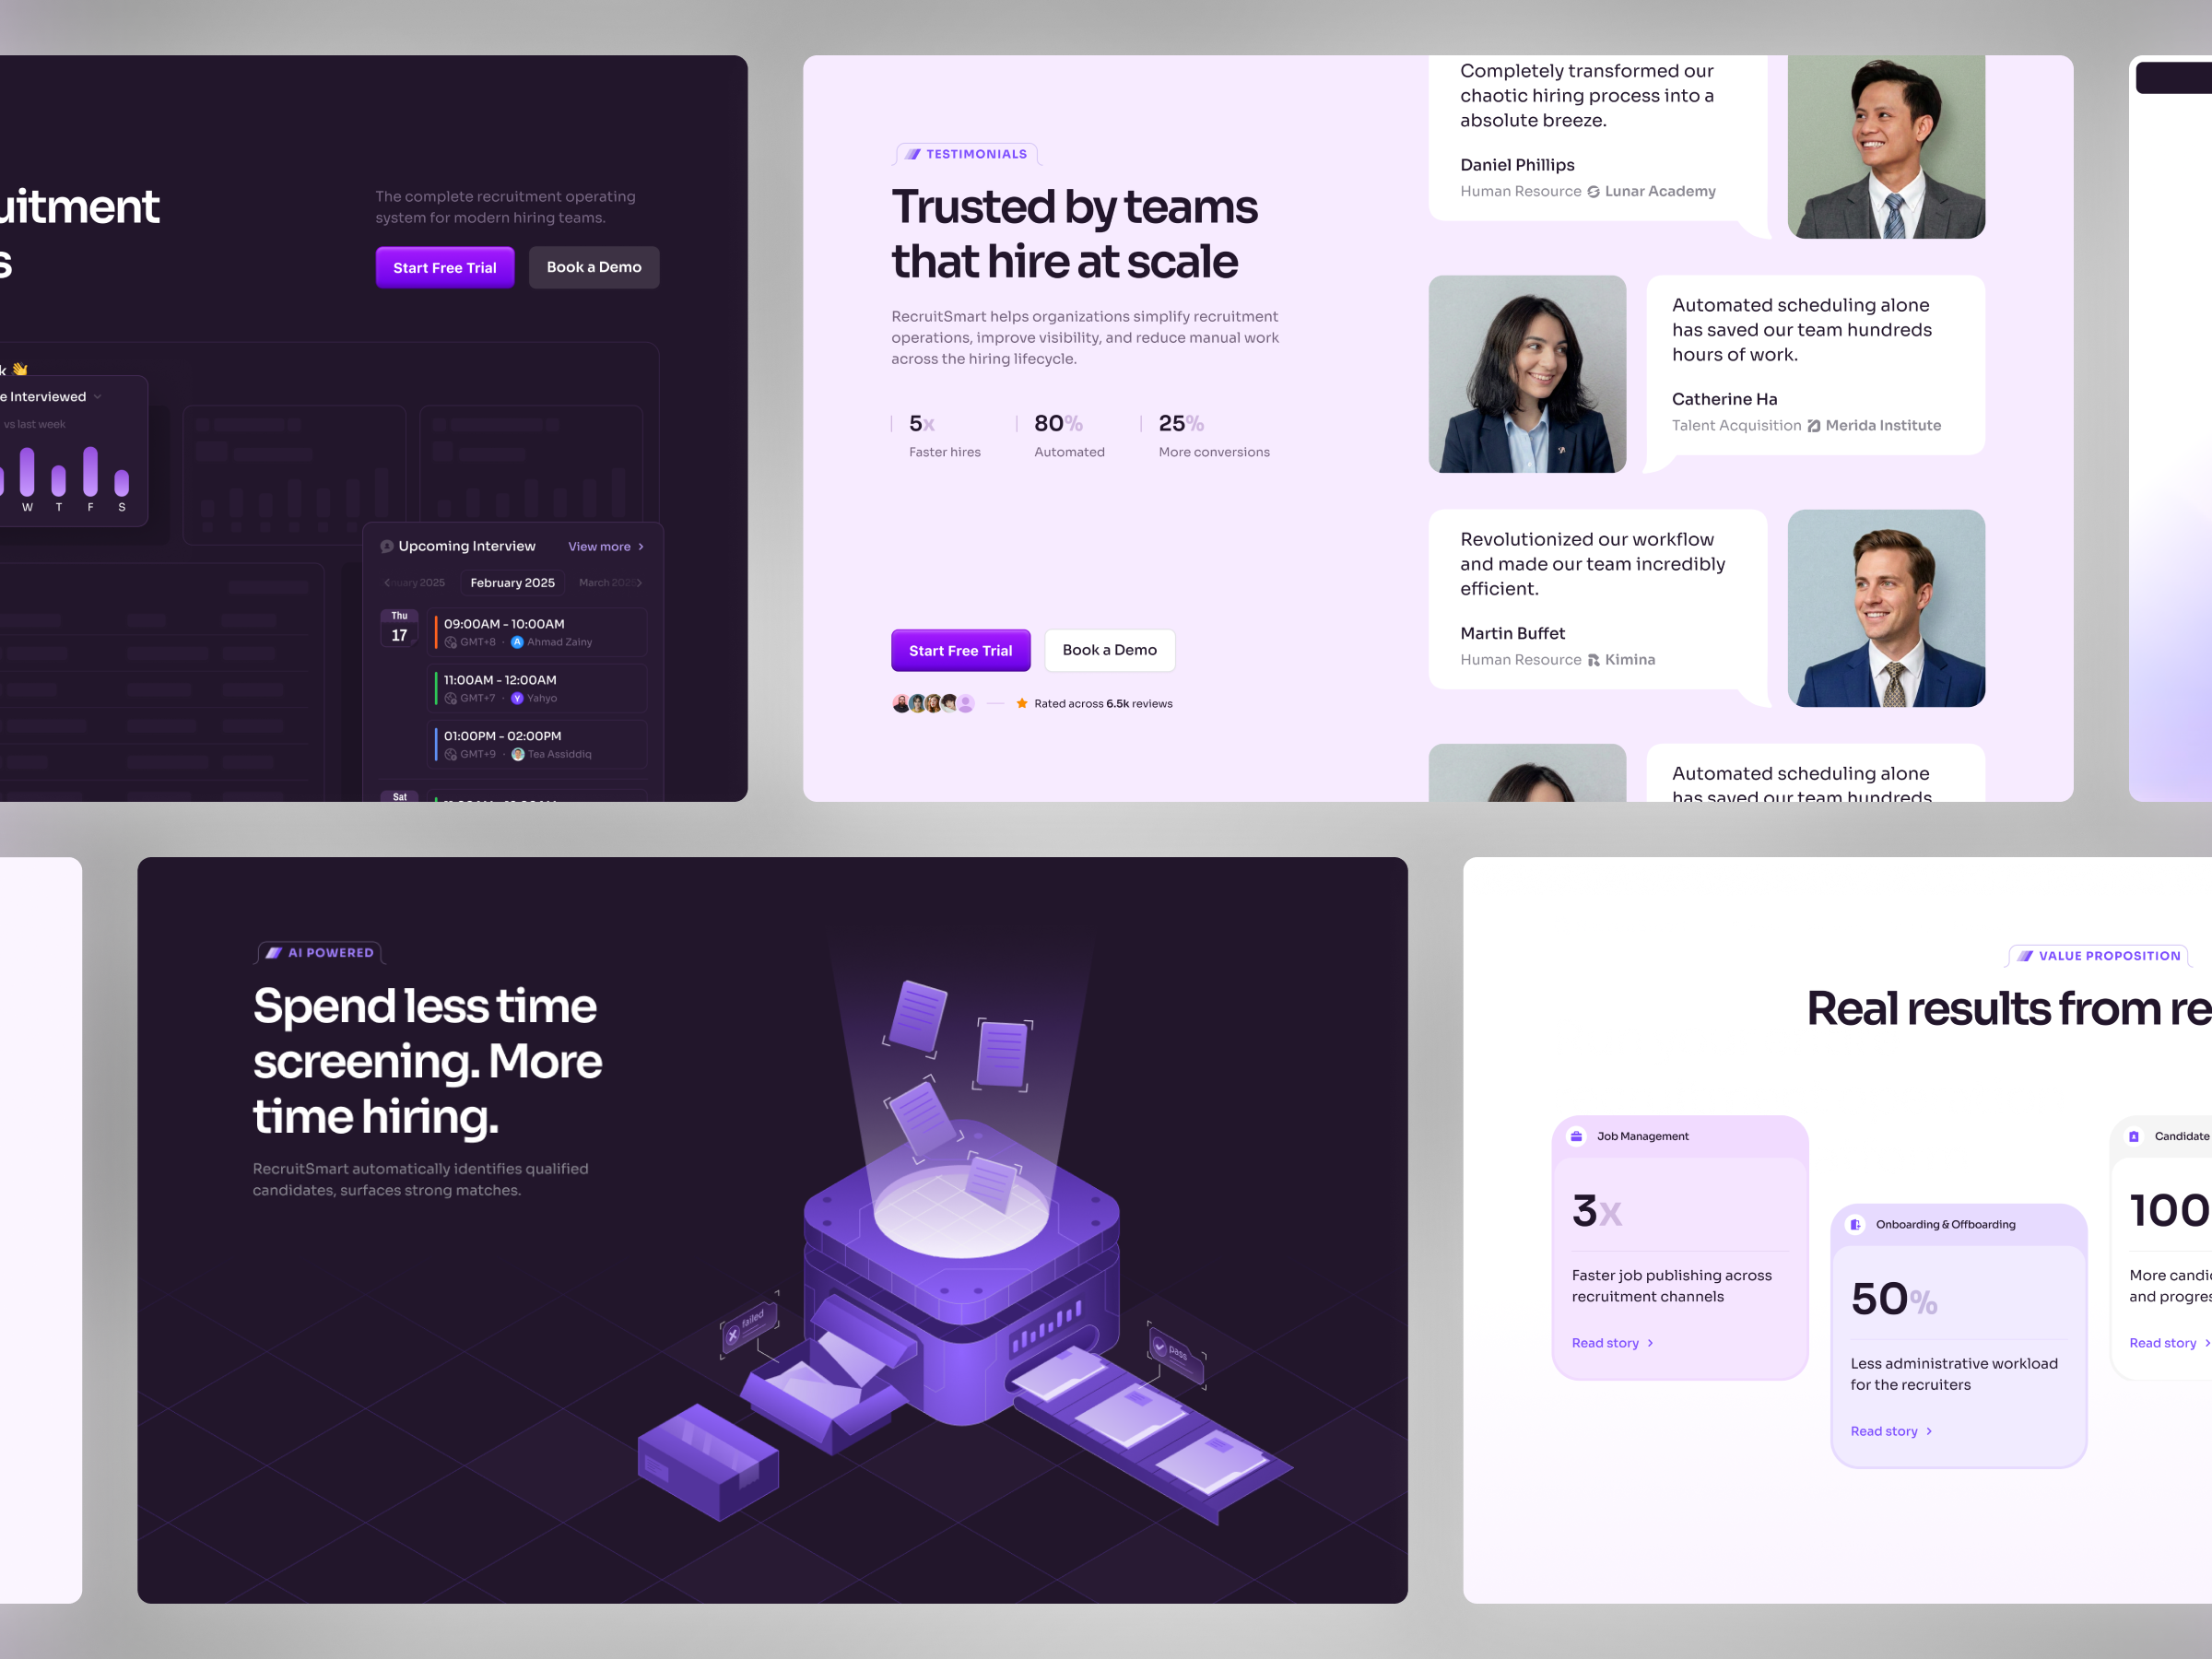 uitment
s
The complete recruitment operating
system for modern hiring teams.
Start Free Trial
Book a Demo
k 👋
e Interviewed
vs last week
W T F S
Upcoming Interview
View more
uary 2025
February 2025
March 2025
Thu
17
09:00AM - 10:00AM
GMT+8 · A Ahmad Zainy
11:00AM - 12:00AM
GMT+7 · Y Yahyo
01:00PM - 02:00PM
GMT+9 · Tea Assiddiq
Sat
TESTIMONIALS
Trusted by teams
that hire at scale
RecruitSmart helps organizations simplify recruitment
operations, improve visibility, and reduce manual work
across the hiring lifecycle.
5x
Faster hires
80%
Automated
25%
More conversions
Start Free Trial
Book a Demo
Rated across 6.5k reviews
Completely transformed our
chaotic hiring process into a
absolute breeze.
Daniel Phillips
Human Resource Lunar Academy
Automated scheduling alone
has saved our team hundreds
hours of work.
Catherine Ha
Talent Acquisition Merida Institute
Revolutionized our workflow
and made our team incredibly
efficient.
Martin Buffet
Human Resource Kimina
Automated scheduling alone
has saved our team hundreds
AI POWERED
Spend less time
screening. More
time hiring.
RecruitSmart automatically identifies qualified
candidates, surfaces strong matches.
failed
pass
VALUE PROPOSITION
Real results from re
Job Management
3x
Faster job publishing across
recruitment channels
Read story
Onboarding & Offboarding
50%
Less administrative workload
for the recruiters
Read story
Candidate
100
More candi
and progres
Read story